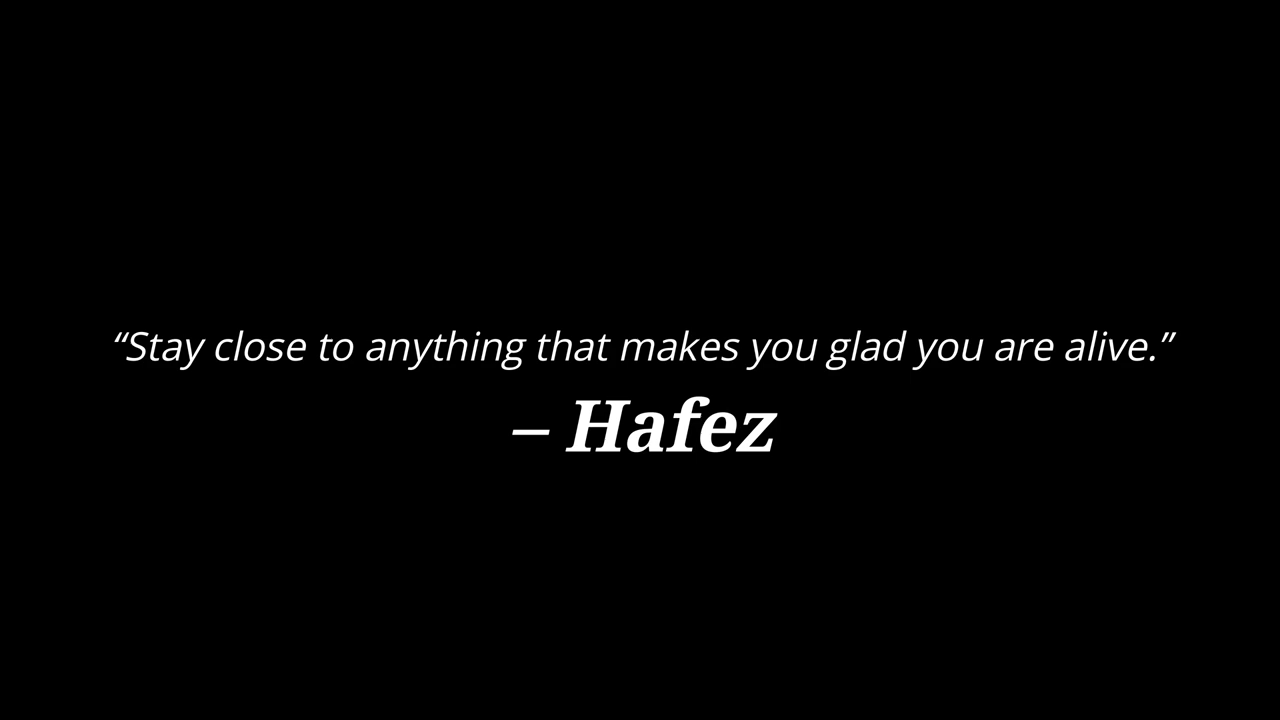 “Stay close to anything that makes you glad you are alive.”
– Hafez